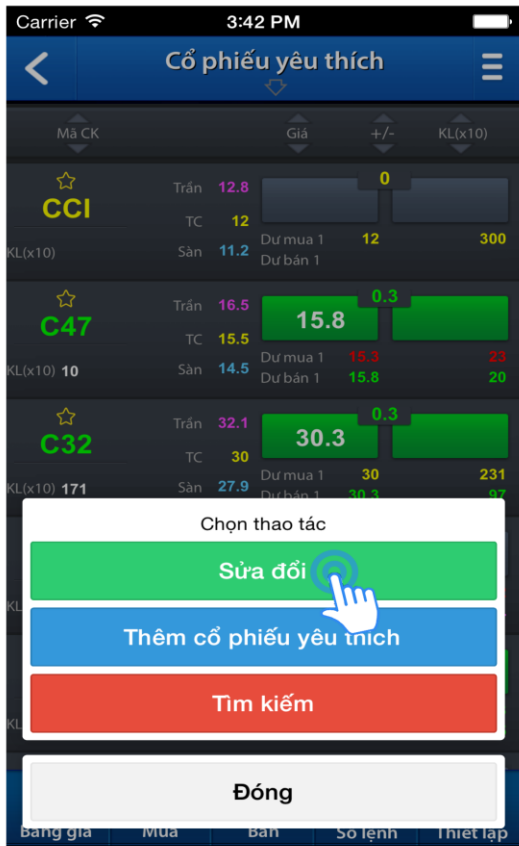 Carrier 3:42 PM
Cổ phiếu yêu thích
Mã CK Giá +/- KL(x10)
CCI Trần 12.8 0
TC 12
KL(x10) Sàn 11.2 Dư mua 1 12 300
Dư bán 1
C47 Trần 16.5 15.8 0.3
TC 15.5
KL(x10) 10 Sàn 14.5 Dư mua 1 15.3 23
Dư bán 1 15.8 20
C32 Trần 32.1 30.3 0.3
TC 30
KL(x10) 171 Sàn 27.9 Dư mua 1 30 231
Dư bán 1 30.3 97
Chọn thao tác
Sửa đổi
Thêm cổ phiếu yêu thích
Tìm kiếm
Đóng
Bảng giá Mua Bán Sổ lệnh Thiết lập